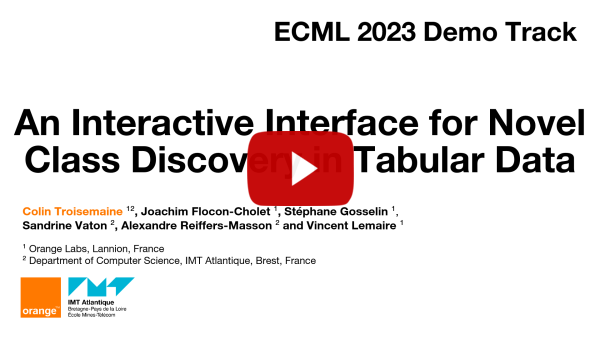 ECML 2023 Demo Track
An Interactive Interface for Novel
Class Discovery in Tabular Data
Colin Troisemaine ¹², Joachim Flocon-Cholet ¹, Stéphane Gosselin ¹,
Sandrine Vaton ², Alexandre Reiffers-Masson ² and Vincent Lemaire ¹
¹ Orange Labs, Lannion, France
² Department of Computer Science, IMT Atlantique, Brest, France
orange™
IMT Atlantique
Bretagne-Pays de la Loire
École Mines-Télécom